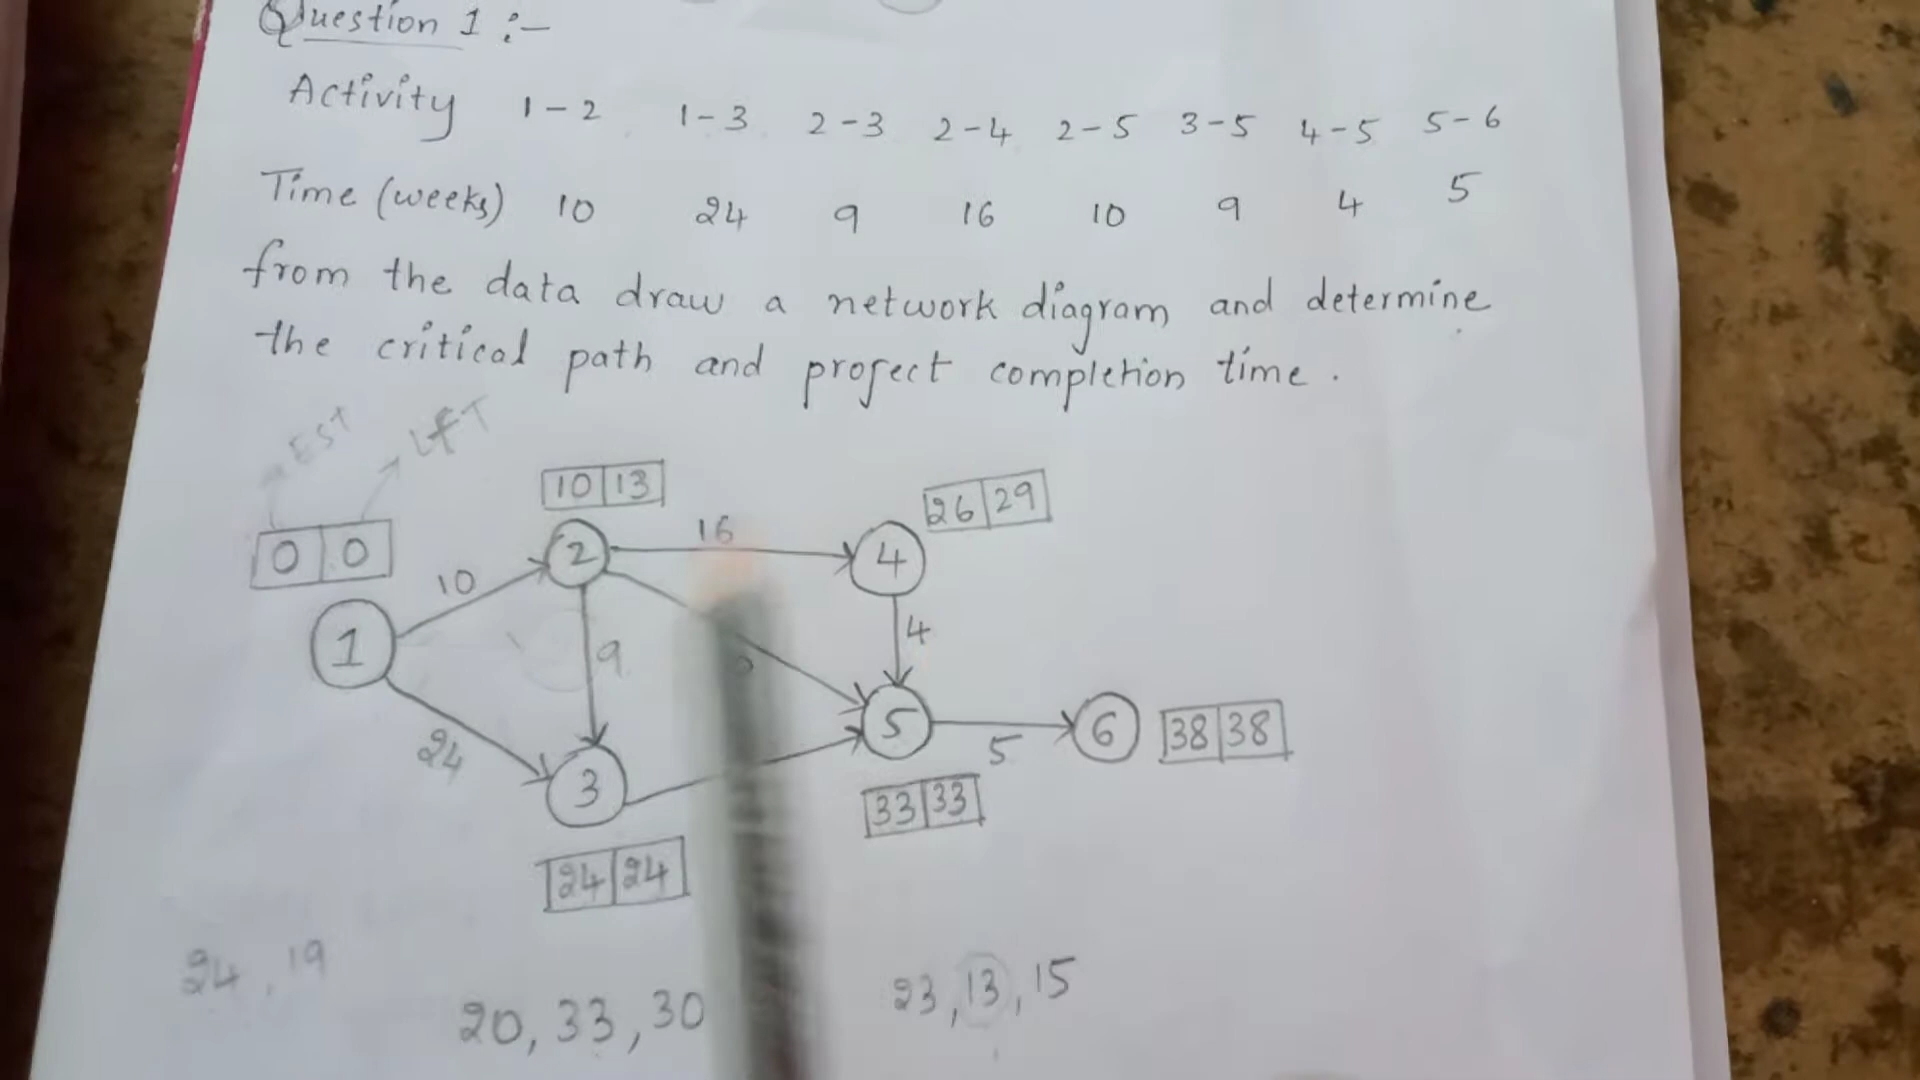 Question 1 :-
Activity 1-2 1-3 2-3 2-4 2-5 3-5 4-5 5-6
Time (weeks) 10 24 9 16 10 9 4 5
from the data draw a network diagram and determine
the critical path and project completion time.
EST LFT
0 0
10 13
26 29
10
16
1
2
4
9
4
24
3
5
5
6
38 38
33 33
24 24
24, 19
20, 33, 30
23, 13, 15